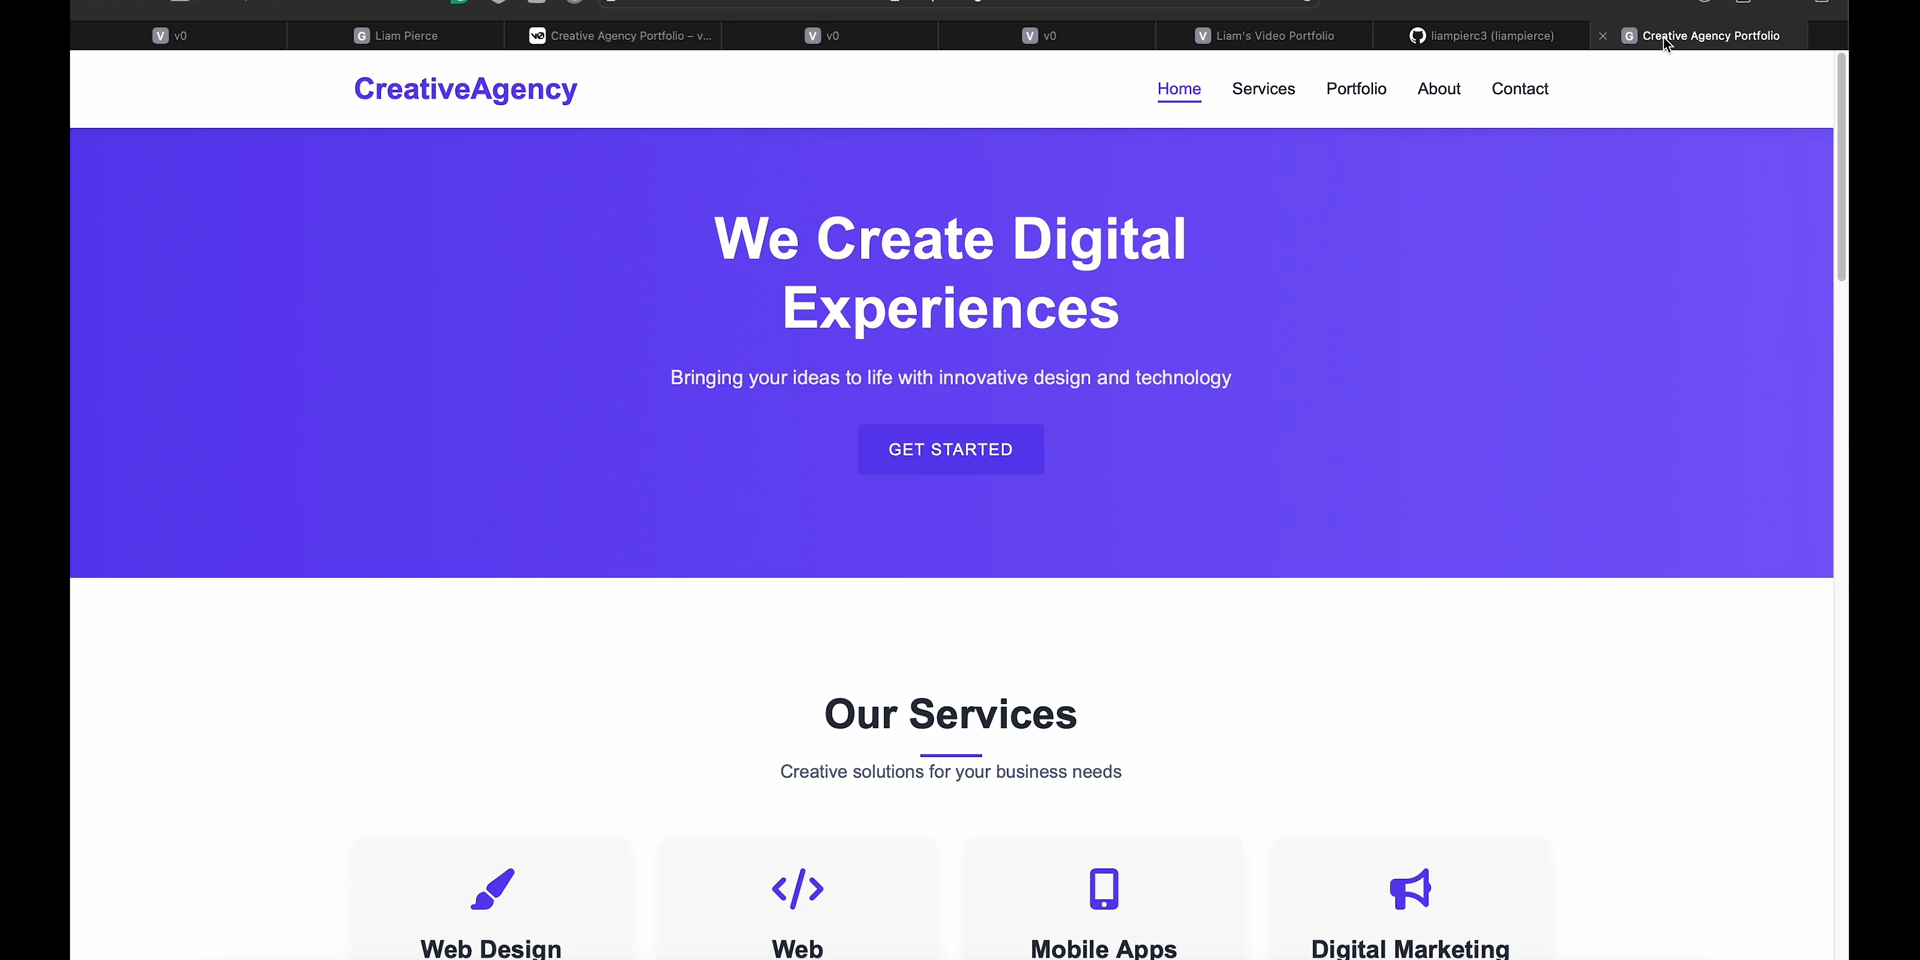 V v0
G Liam Pierce
v0 Creative Agency Portfolio – v...
V v0
V v0
V Liam's Video Portfolio
liampierc3 (liampierce)
G Creative Agency Portfolio
CreativeAgency
Home Services Portfolio About Contact
We Create Digital
Experiences
Bringing your ideas to life with innovative design and technology
GET STARTED
Our Services
Creative solutions for your business needs
Web Design
Web
Mobile Apps
Digital Marketing